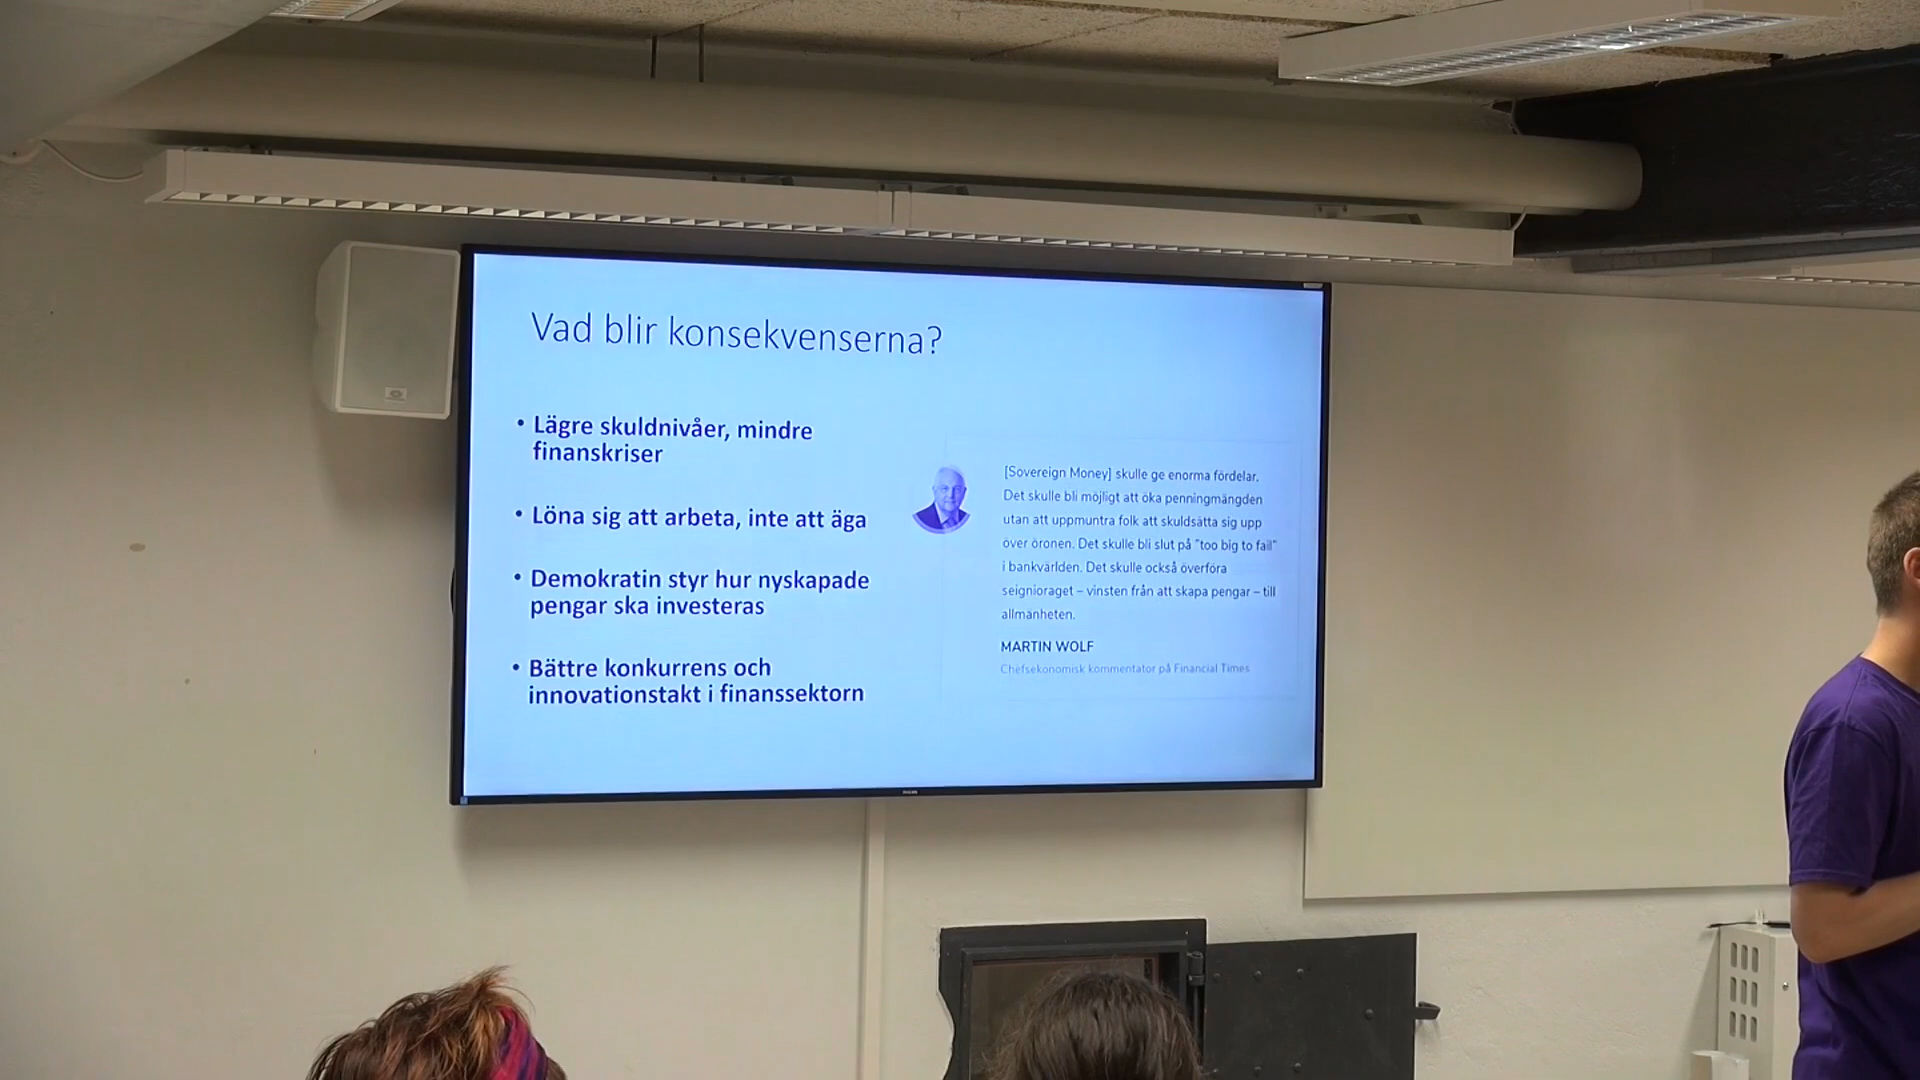 Vad blir konsekvenserna?
• Lägre skuldnivåer, mindre
finanskriser
• Löna sig att arbeta, inte att äga
• Demokratin styr hur nyskapade
pengar ska investeras
• Bättre konkurrens och
innovationstakt i finanssektorn
[Sovereign Money] skulle ge enorma fördelar.
Det skulle bli möjligt att öka penningmängden
utan att uppmuntra folk att skuldsätta sig upp
över öronen. Det skulle bli slut på "too big to fail"
i bankvärlden. Det skulle också överföra
seignioraget – vinsten från att skapa pengar – till
allmänheten.
MARTIN WOLF
Chefsekonomisk kommentator på Financial Times
PHILIPS